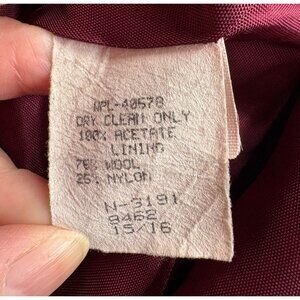 WPL-40578
DRY CLEAN ONLY
100% ACETATE
LINING
75% WOOL
25% NYLON
N-3191
8462
15/16